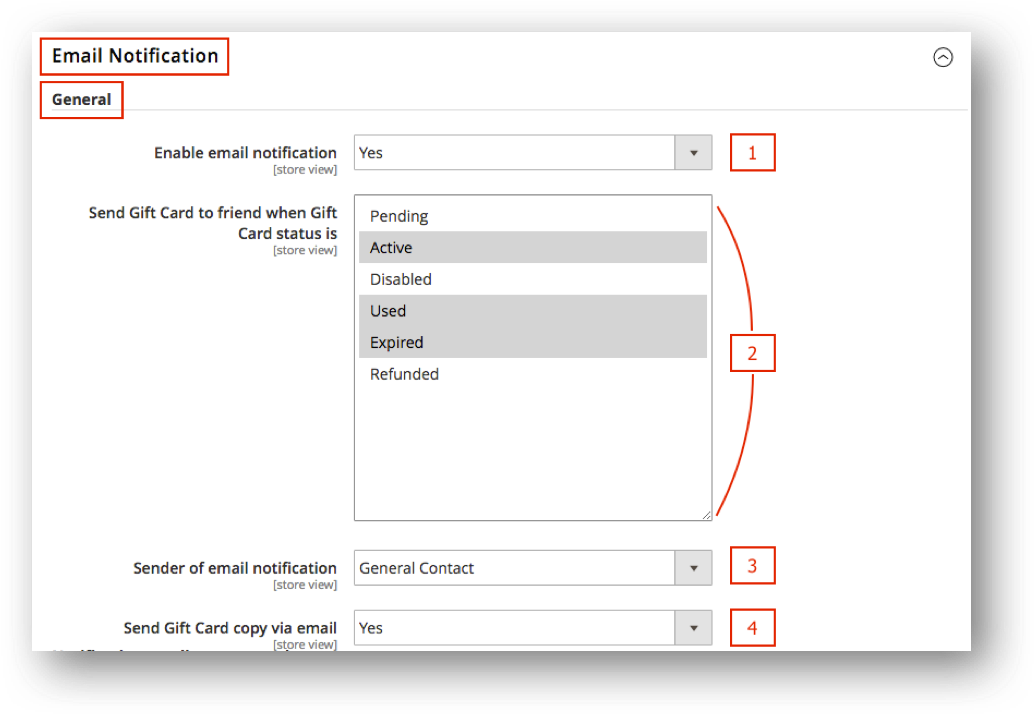 Email Notification
General
Enable email notification
Yes
1
[store view]
Send Gift Card to friend when Gift
Card status is
[store view]
Pending
Active
Disabled
Used
Expired
Refunded
2
Sender of email notification
General Contact
3
[store view]
Send Gift Card copy via email
Yes
4
[store view]